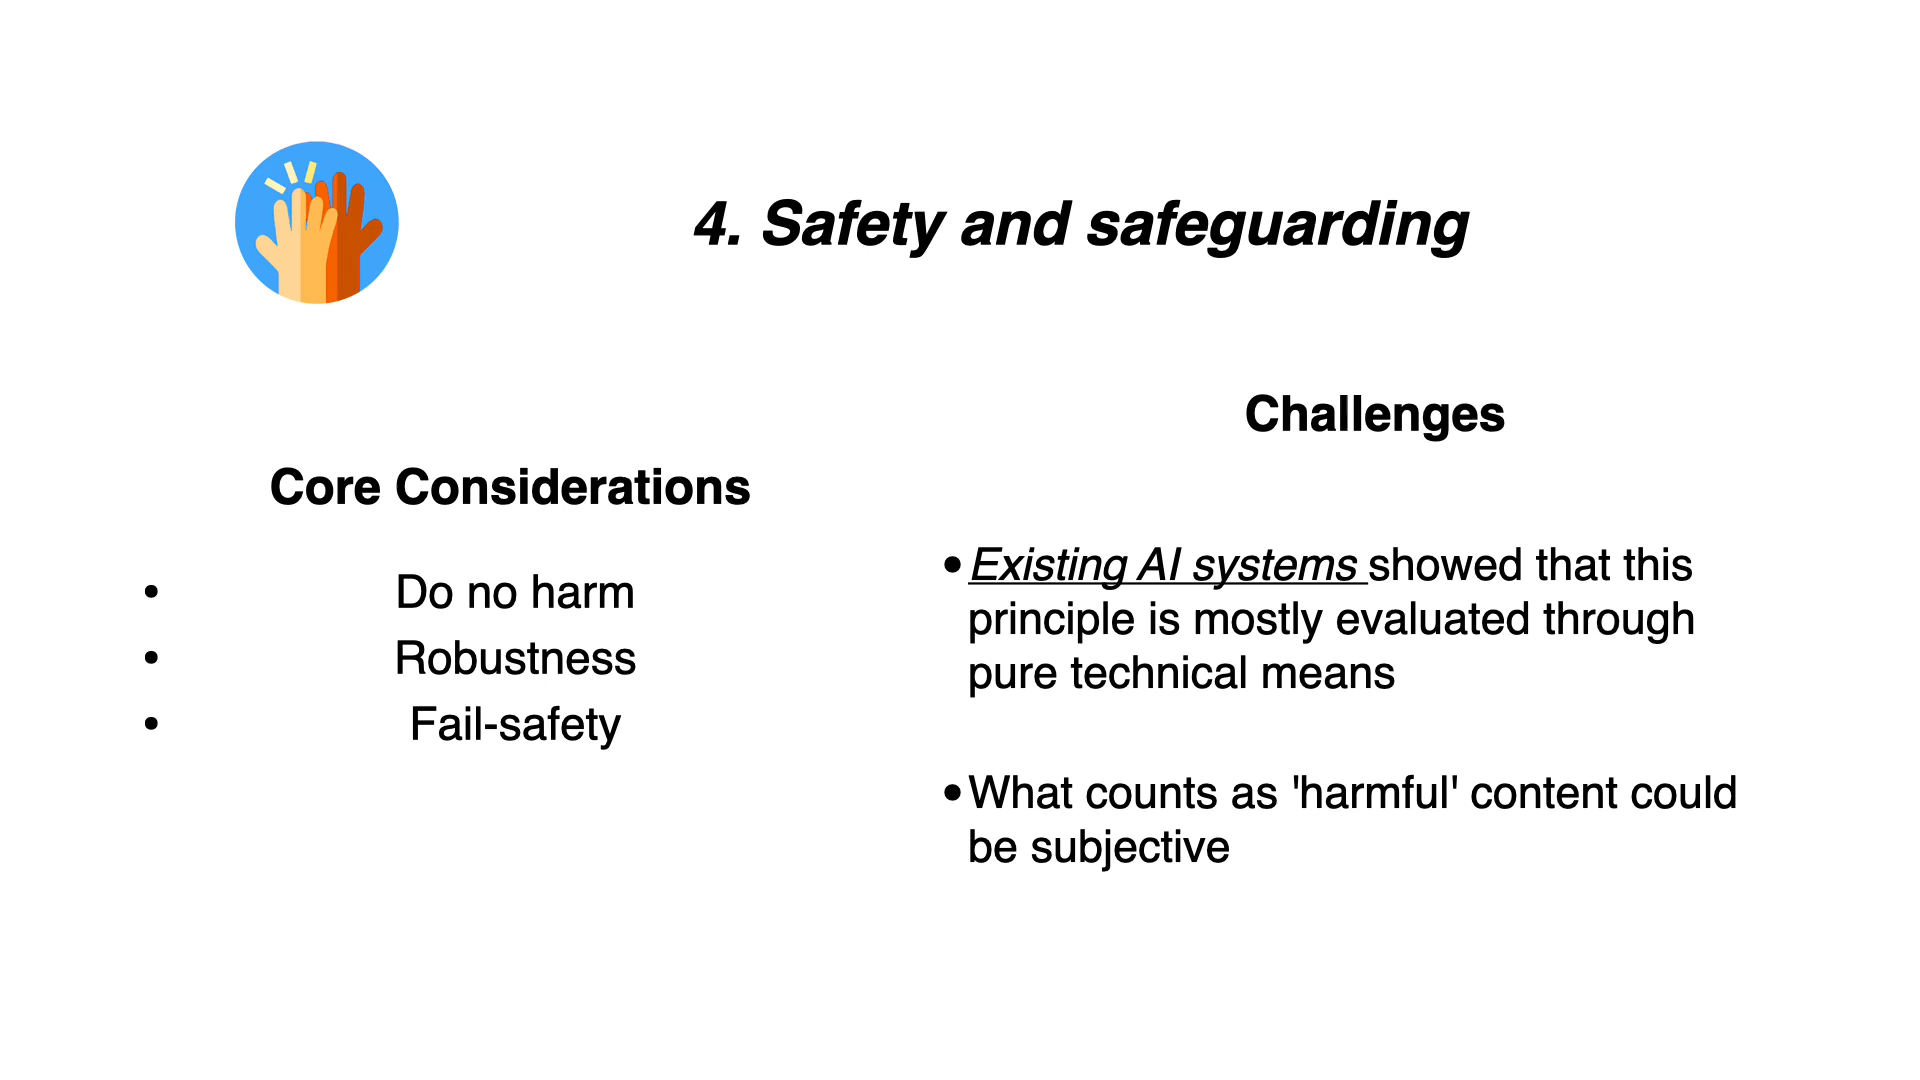 4. Safety and safeguarding
Core Considerations
• Do no harm
• Robustness
• Fail-safety
Challenges
•Existing AI systems showed that this
principle is mostly evaluated through
pure technical means
•What counts as 'harmful' content could
be subjective